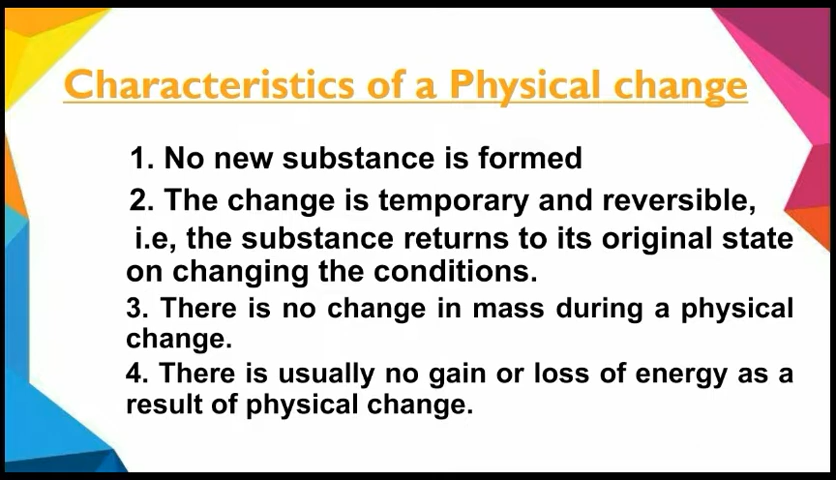 Characteristics of a Physical change
1. No new substance is formed
2. The change is temporary and reversible,
i.e, the substance returns to its original state
on changing the conditions.
3. There is no change in mass during a physical
change.
4. There is usually no gain or loss of energy as a
result of physical change.